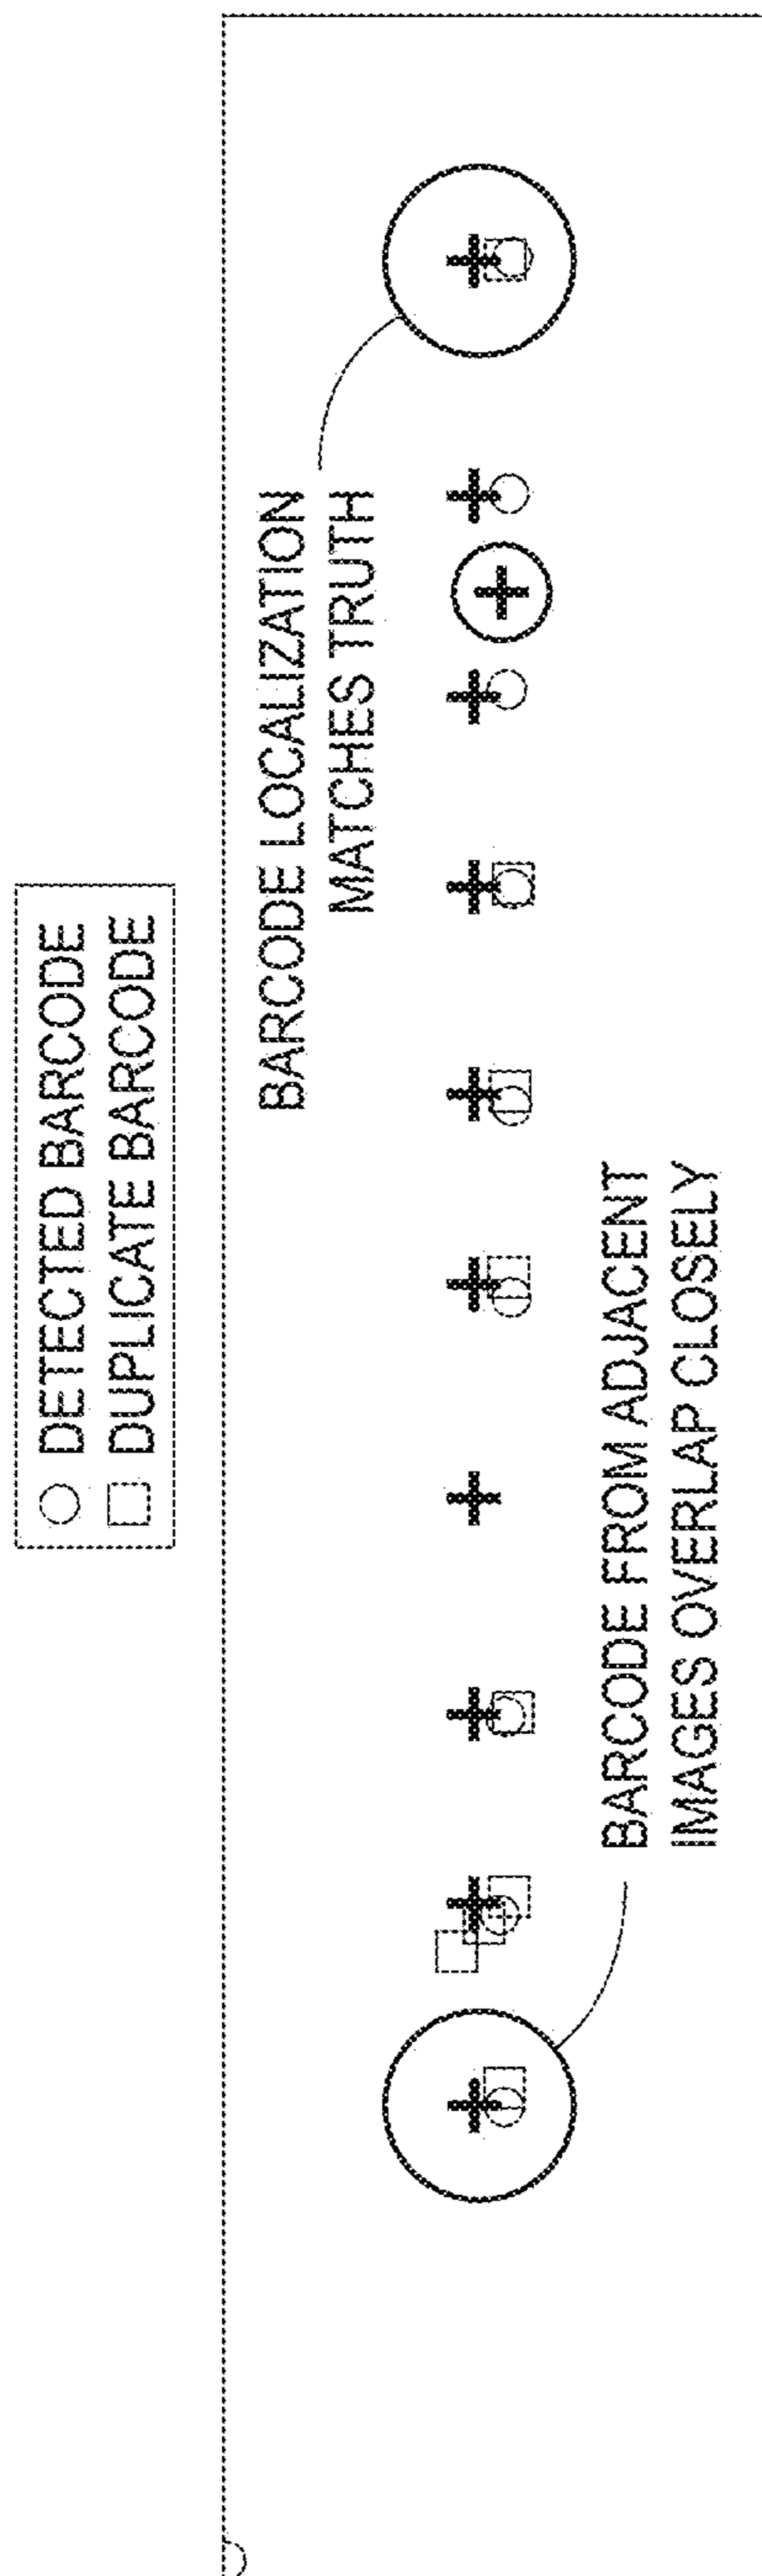 DETECTED BARCODE
DUPLICATE BARCODE
BARCODE LOCALIZATION
MATCHES TRUTH
BARCODE FROM ADJACENT
IMAGES OVERLAP CLOSELY